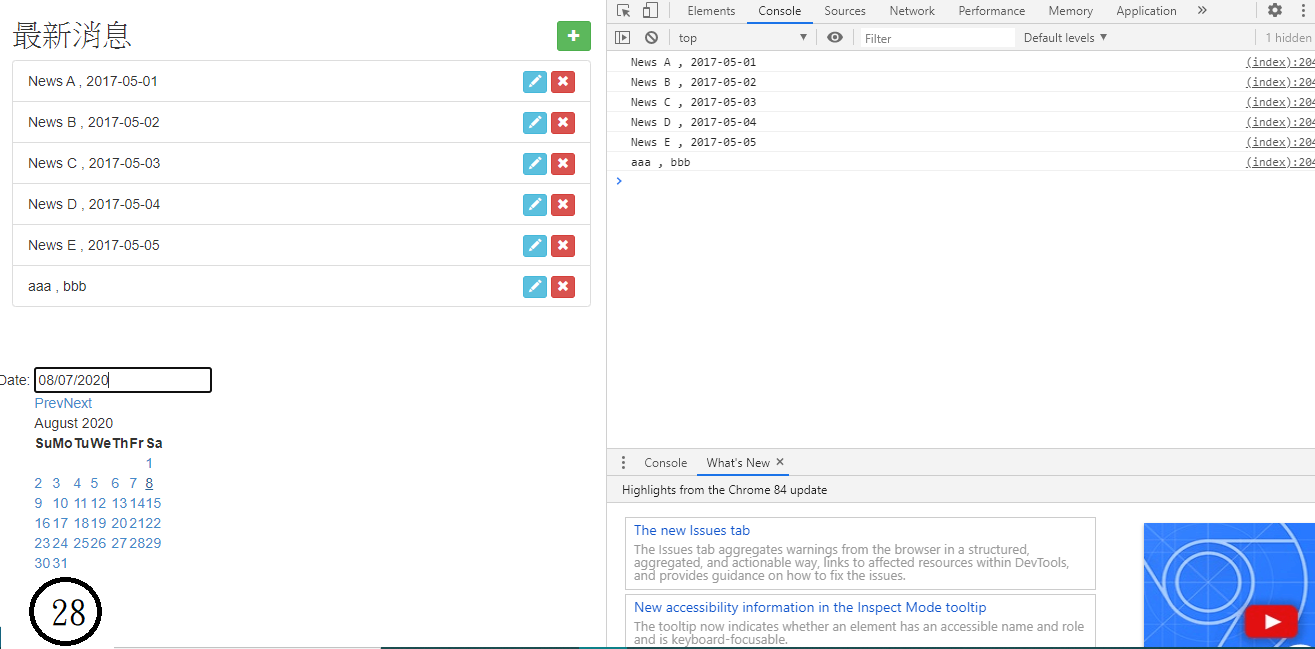 最新消息
News A , 2017-05-01
News B , 2017-05-02
News C , 2017-05-03
News D , 2017-05-04
News E , 2017-05-05
aaa , bbb
Date: 08/07/2020
PrevNext
August 2020
SuMo TuWeThFr Sa
1
2 3 4 5 6 7 8
9 10 11 12 13 14 15
16 17 18 19 20 21 22
23 24 25 26 27 28 29
30 31
28
Elements Console Sources Network Performance Memory Application »
top ▼ Filter Default levels ▼ 1 hidden
News A , 2017-05-01 (index):204
News B , 2017-05-02 (index):204
News C , 2017-05-03 (index):204
News D , 2017-05-04 (index):204
News E , 2017-05-05 (index):204
aaa , bbb (index):204
Console What's New ×
Highlights from the Chrome 84 update
The new Issues tab
The Issues tab aggregates warnings from the browser in a structured,
aggregated, and actionable way, links to affected resources within DevTools,
and provides guidance on how to fix the issues.
New accessibility information in the Inspect Mode tooltip
The tooltip now indicates whether an element has an accessible name and role
and is keyboard-focusable.